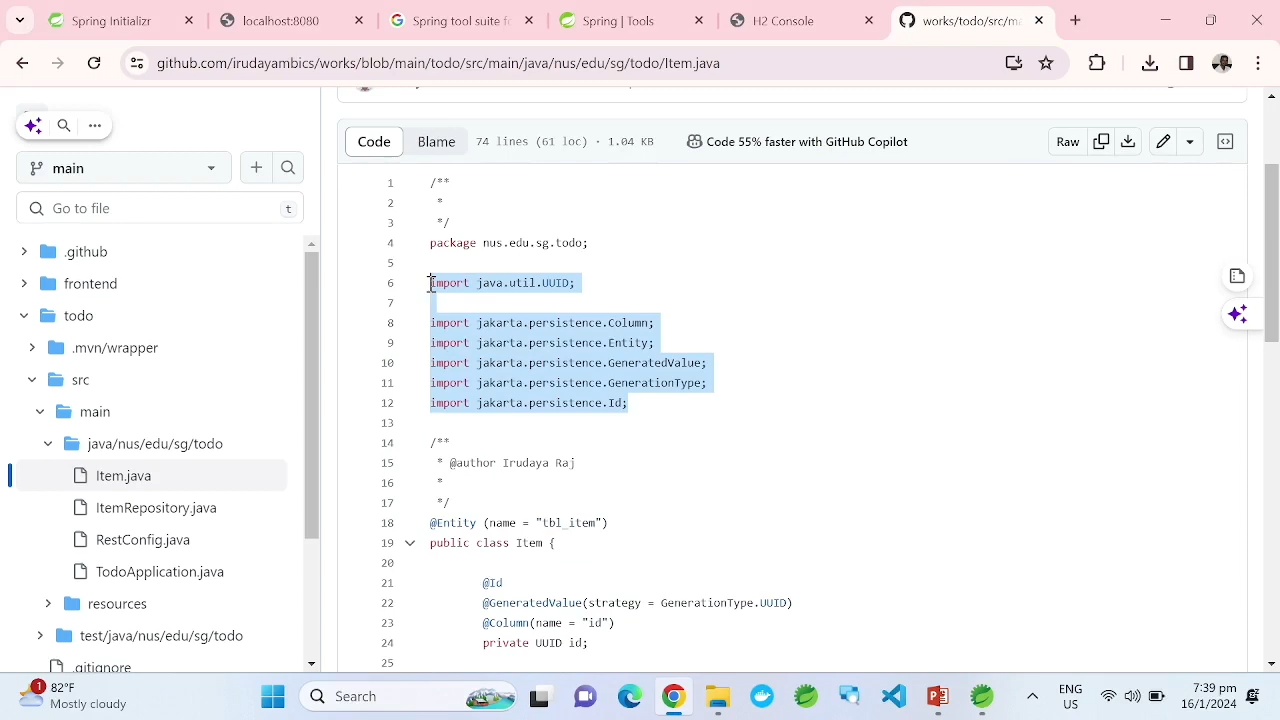 Spring Initializr
localhost:8080
Spring tool suite fo
Spring | Tools
H2 Console
works/todo/src/ma
github.com/irudayambics/works/blob/main/todo/src/main/java/nus/edu/sg/todo/Item.java
Code
Blame
74 lines (61 loc) · 1.04 KB
Code 55% faster with GitHub Copilot
Raw
main
Go to file
t
.github
frontend
todo
.mvn/wrapper
src
main
java/nus/edu/sg/todo
Item.java
ItemRepository.java
RestConfig.java
TodoApplication.java
resources
test/java/nus/edu/sg/todo
.gitignore
1 /**
2 *
3 */
4 package nus.edu.sg.todo;
5
6 import java.util.UUID;
7
8 import jakarta.persistence.Column;
9 import jakarta.persistence.Entity;
10 import jakarta.persistence.GeneratedValue;
11 import jakarta.persistence.GenerationType;
12 import jakarta.persistence.Id;
13
14 /**
15 * @author Irudaya Raj
16 *
17 */
18 @Entity (name = "tbl_item")
19 public class Item {
20
21 @Id
22 @GeneratedValue(strategy = GenerationType.UUID)
23 @Column(name = "id")
24 private UUID id;
25
1
82°F
Mostly cloudy
Search
ENG
US
7:39 pm
16/1/2024